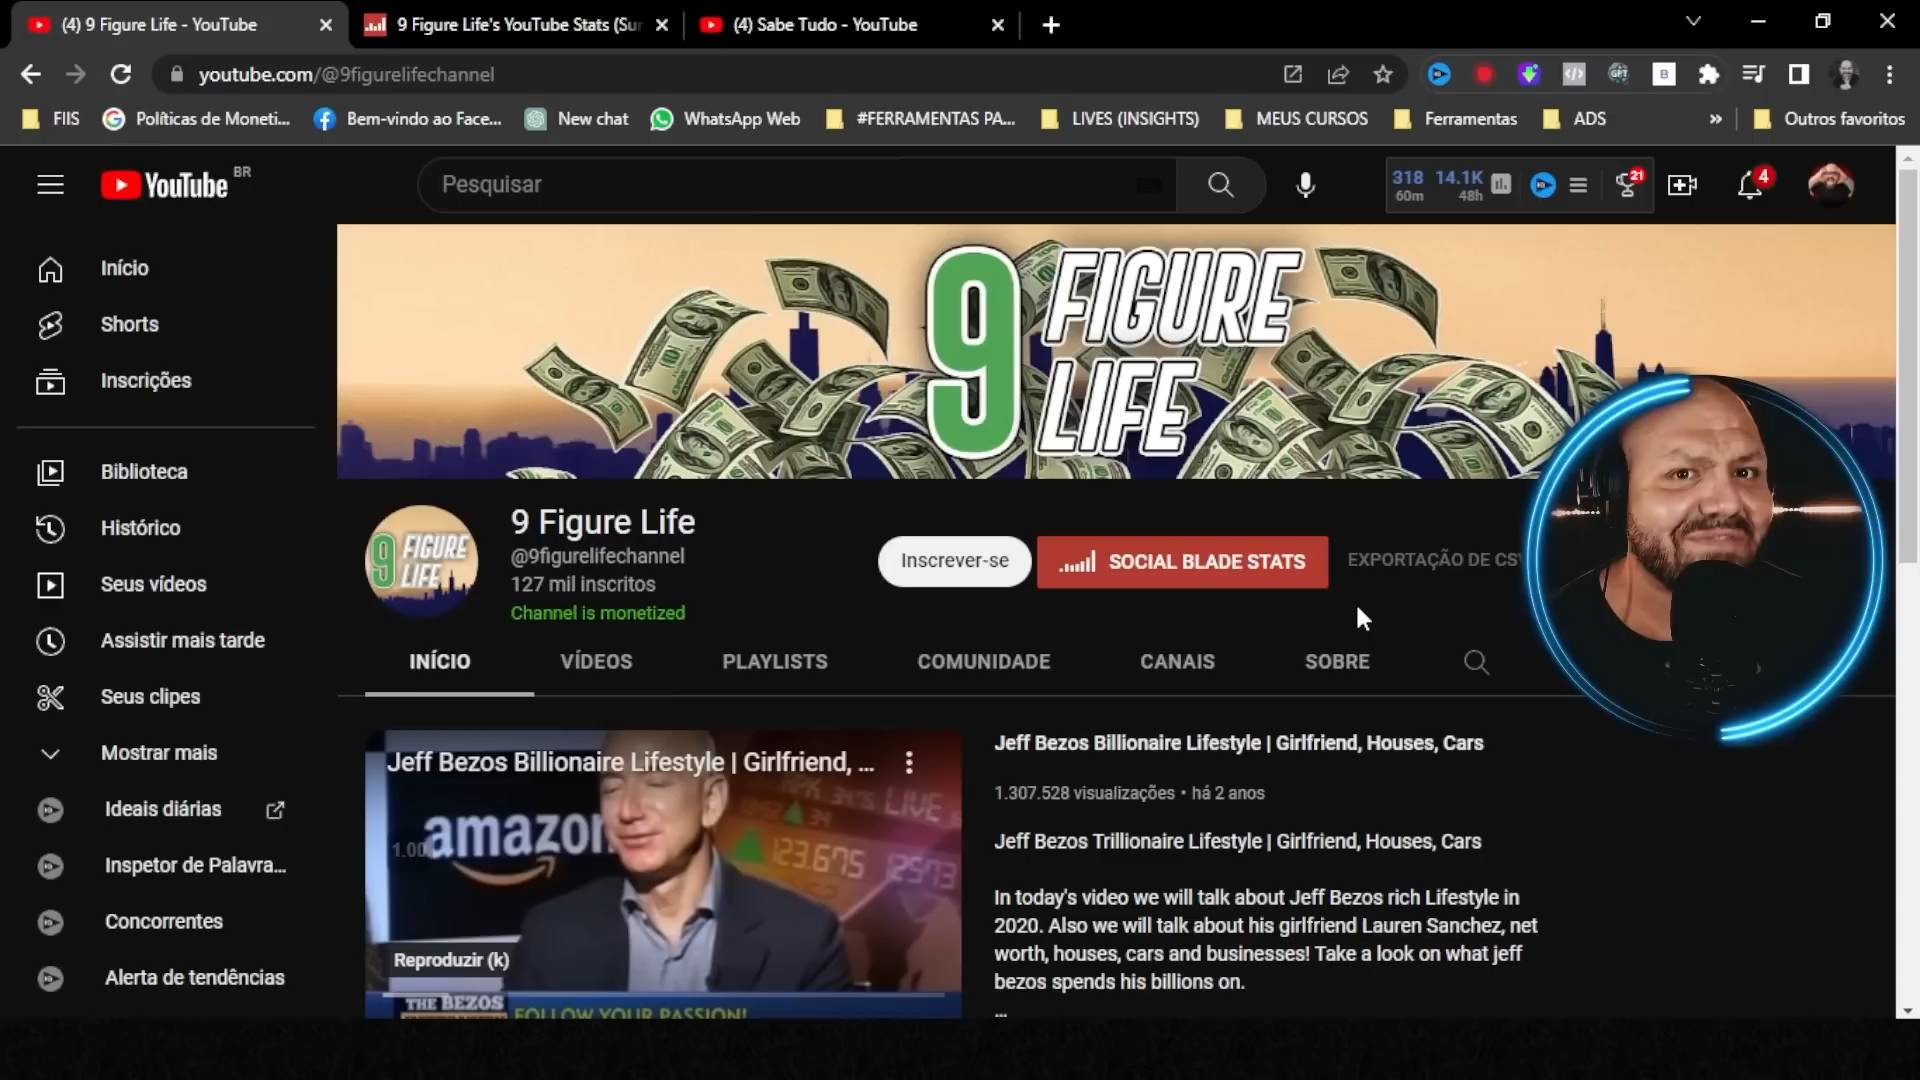 (4) 9 Figure Life - YouTube
9 Figure Life's YouTube Stats (Su
(4) Sabe Tudo - YouTube
youtube.com/@9figurelifechannel
FIIS
Políticas de Moneti...
Bem-vindo ao Face...
New chat
WhatsApp Web
#FERRAMENTAS PA...
LIVES (INSIGHTS)
MEUS CURSOS
Ferramentas
ADS
»
Outros favoritos
YouTube BR
Pesquisar
318 14.1K
60m 48h
21
4
Início
Shorts
Inscrições
Biblioteca
Histórico
Seus vídeos
Assistir mais tarde
Seus clipes
Mostrar mais
Ideais diárias
Inspetor de Palavra...
Concorrentes
Alerta de tendências
9 FIGURE
LIFE
9 FIGURE
LIFE
9 Figure Life
@9figurelifechannel
127 mil inscritos
Channel is monetized
Inscrever-se
SOCIAL BLADE STATS
EXPORTAÇÃO DE CS
INÍCIO
VÍDEOS
PLAYLISTS
COMUNIDADE
CANAIS
SOBRE
Jeff Bezos Billionaire Lifestyle | Girlfriend, ...
amazon
LIVE
123.675
12573
Reproduzir (k)
THE BEZOS
FOLLOW YOUR PASSION!
Jeff Bezos Billionaire Lifestyle | Girlfriend, Houses, Cars
1.307.528 visualizações • há 2 anos
Jeff Bezos Trillionaire Lifestyle | Girlfriend, Houses, Cars
In today's video we will talk about Jeff Bezos rich Lifestyle in
2020. Also we will talk about his girlfriend Lauren Sanchez, net
worth, houses, cars and businesses! Take a look on what jeff
bezos spends his billions on.
...